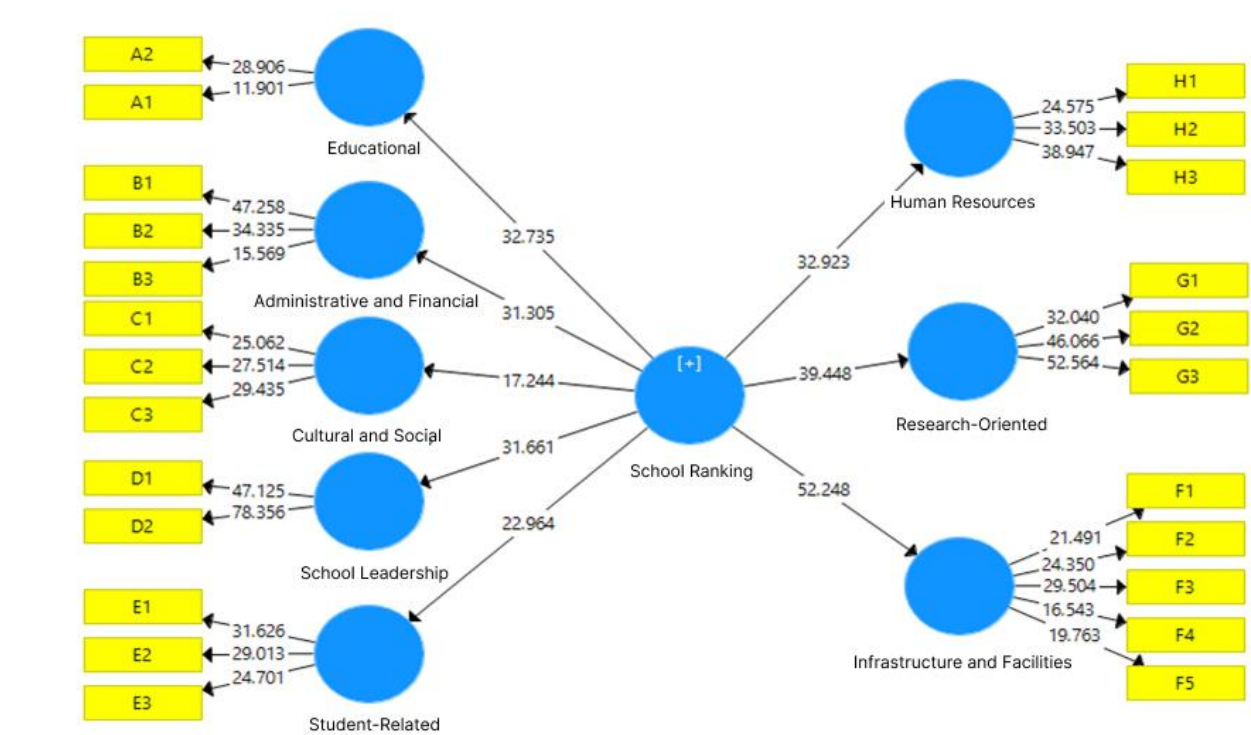 A2
28.906
11.901
A1
Educational
B1
47.258
B2
34.335
15.569
B3
Administrative and Financial
C1
25.062
C2
27.514
29.435
C3
Cultural and Social
D1
47.125
78.356
D2
School Leadership
E1
31.626
E2
29.013
24.701
E3
Student-Related
32.735
31.305
17.244
31.661
22.964
[+]
School Ranking
32.923
39.448
52.248
H1
24.575
H2
33.503
38.947
H3
Human Resources
G1
32.040
G2
46.066
52.564
G3
Research-Oriented
F1
21.491
F2
24.350
29.504
F3
16.543
F4
19.763
F5
Infrastructure and Facilities